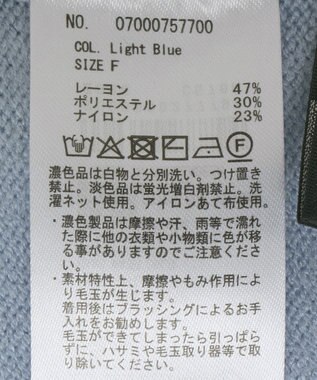 NO. 07000757700
COL. Light Blue
SIZE F
レーヨン 47%
ポリエステル 30%
ナイロン 23%
濃色品は白物と分別洗い。つけ置き
禁止。淡色品は蛍光増白剤禁止。洗
濯ネット使用。アイロンあて布使用。
・濃色製品は摩擦や汗、雨等で濡れ
た際に他の衣類や小物類に色が移
る事がありますのでご注意くださ
い。
・素材特性上、摩擦やもみ作用によ
り毛玉が生じます。
着用後はブラッシングによるお手
入れをお勧めします。
毛玉ができてしまったら引っぱら
ずに、ハサミや毛玉取り器等で取
り除いてください。